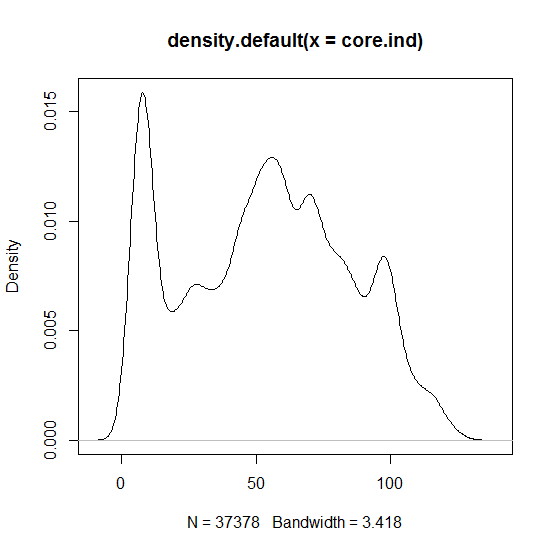 density.default(x = core.ind)
Density
0.000
0.005
0.010
0.015
0
50
100
N = 37378   Bandwidth = 3.418